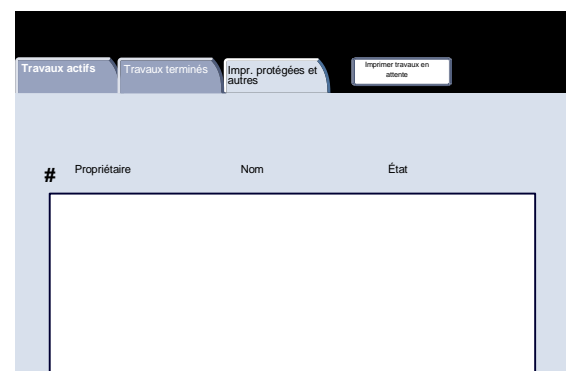 Travaux actifs
Travaux terminés
Impr. protégées et
autres
Imprimer travaux en
attente
# Propriétaire Nom État